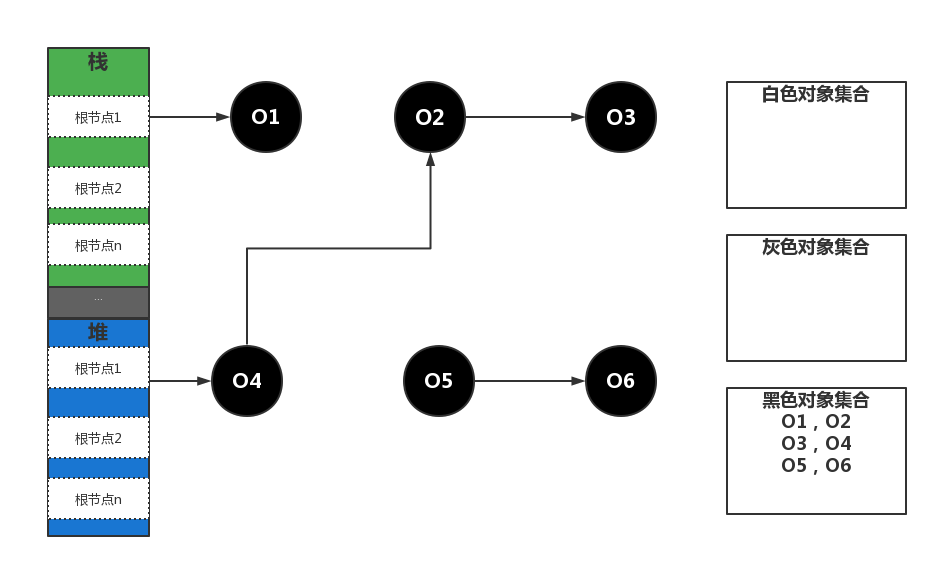 栈
根节点1
根节点2
根节点n
...
堆
根节点1
根节点2
根节点n
O1
O2
O3
O4
O5
O6
白色对象集合
灰色对象集合
黑色对象集合
O1，O2
O3，O4
O5，O6